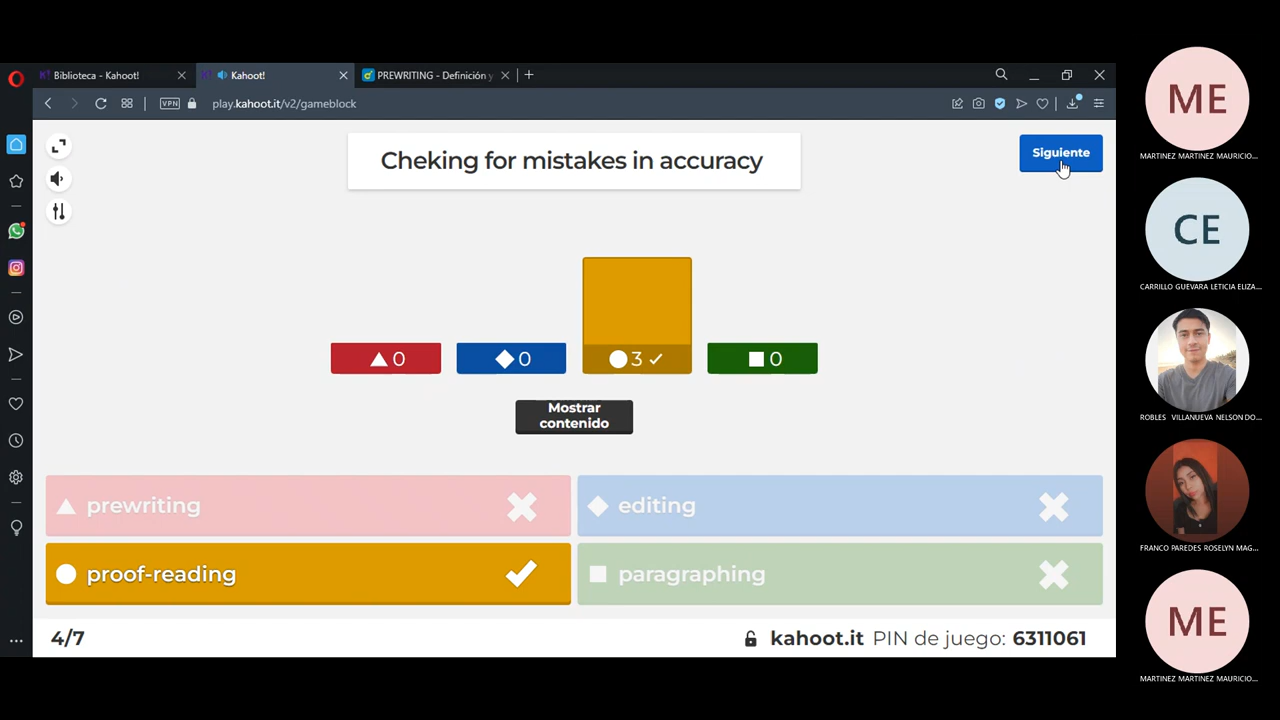 Biblioteca - Kahoot!
Kahoot!
PREWRITING - Definición y
VPN
play.kahoot.it/v2/gameblock
Cheking for mistakes in accuracy
Siguiente
0
0
3
0
Mostrar
contenido
prewriting
editing
proof-reading
paragraphing
4/7
kahoot.it PIN de juego: 6311061
ME
MARTINEZ MARTINEZ MAURICIO...
CE
CARRILLO GUEVARA LETICIA ELIZA...
ROBLES VILLANUEVA NELSON DO...
FRANCO PAREDES ROSELYN MAG...
ME
MARTINEZ MARTINEZ MAURICIO...